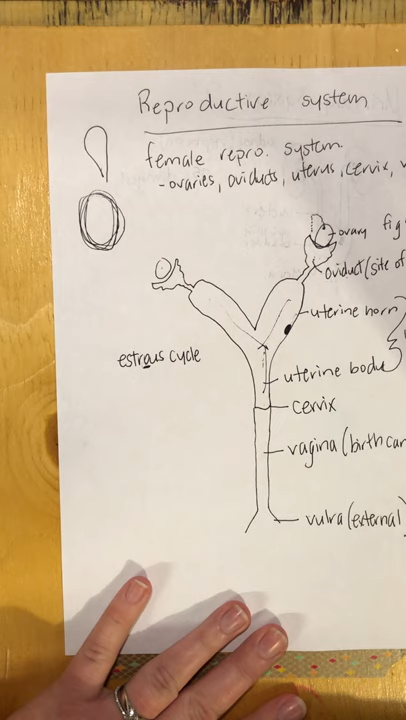 Reproductive system
female repro. system
-ovaries, oviducts, uterus, cervix,
ovary fig
oviduct (site of
uterine horn
estrous cycle
uterine body
cervix
vagina (birth can
vulva (external)